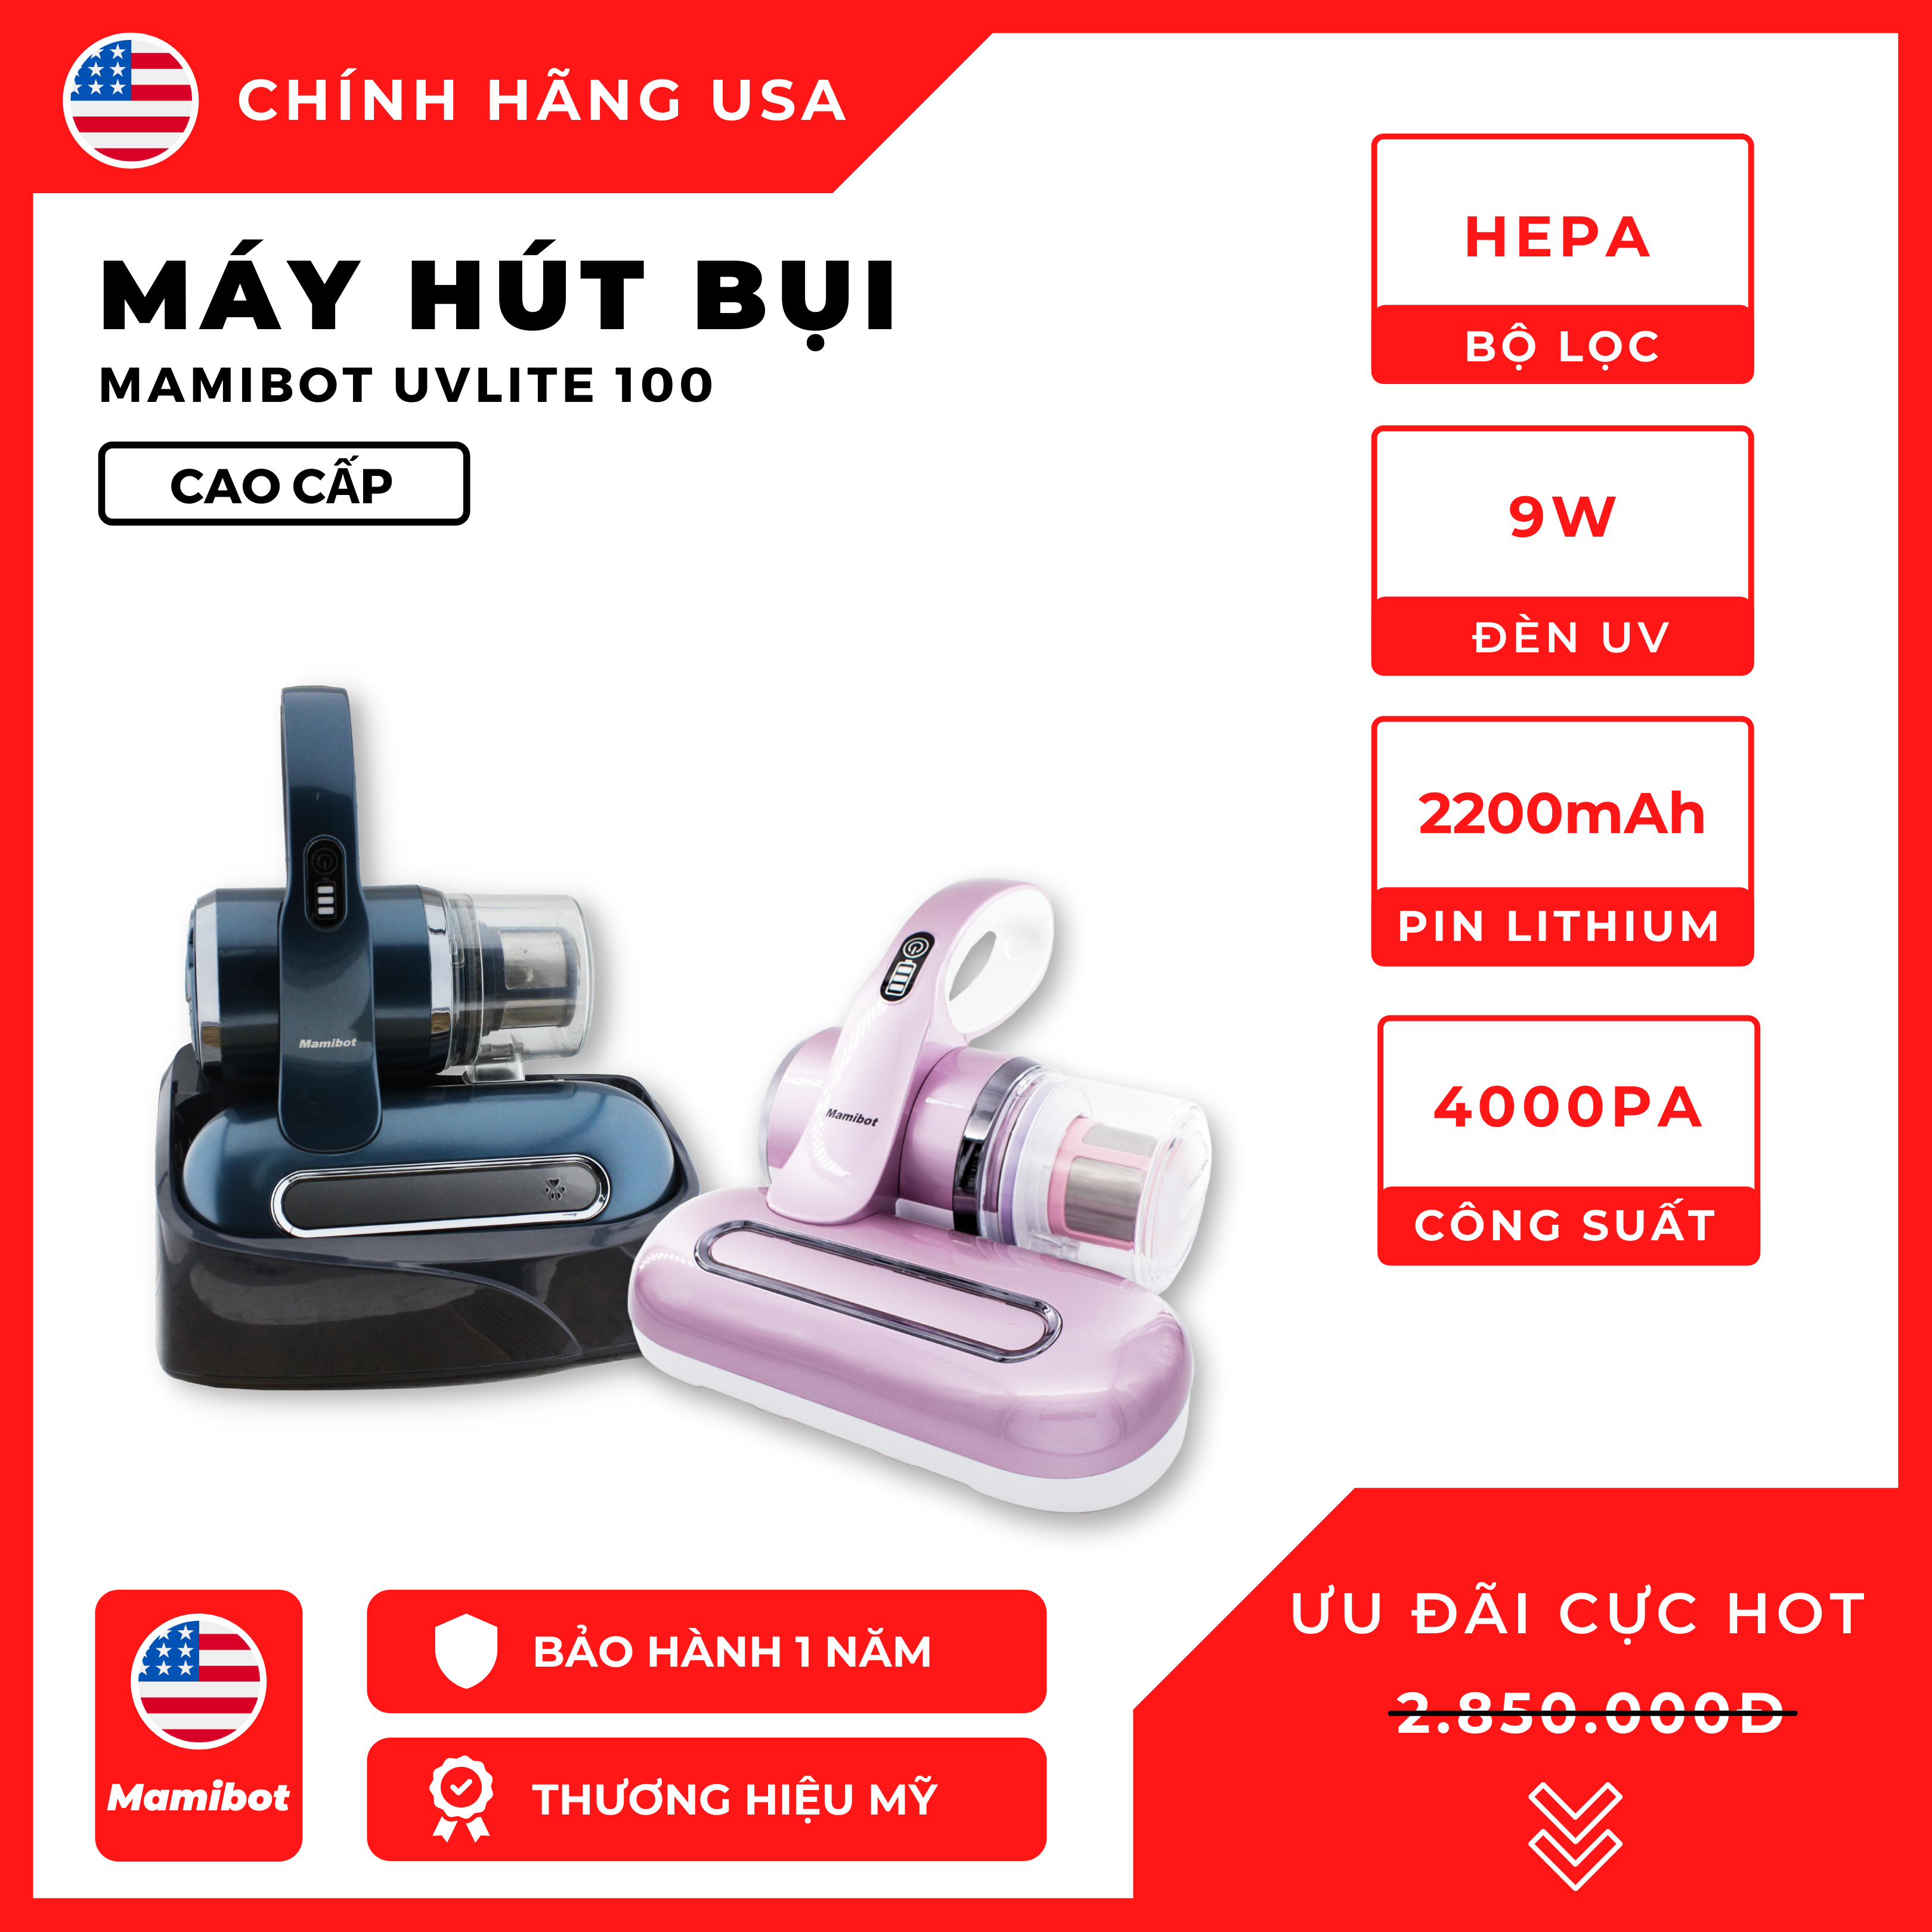 CHÍNH HÃNG USA
MÁY HÚT BỤI
MAMIBOT UVLITE 100
CAO CẤP
HEPA
BỘ LỌC
9W
ĐÈN UV
2200mAh
PIN LITHIUM
4000PA
CÔNG SUẤT
Mamibot
Mamibot
Mamibot
BẢO HÀNH 1 NĂM
THƯƠNG HIỆU MỸ
ƯU ĐÃI CỰC HOT
2.850.000Đ